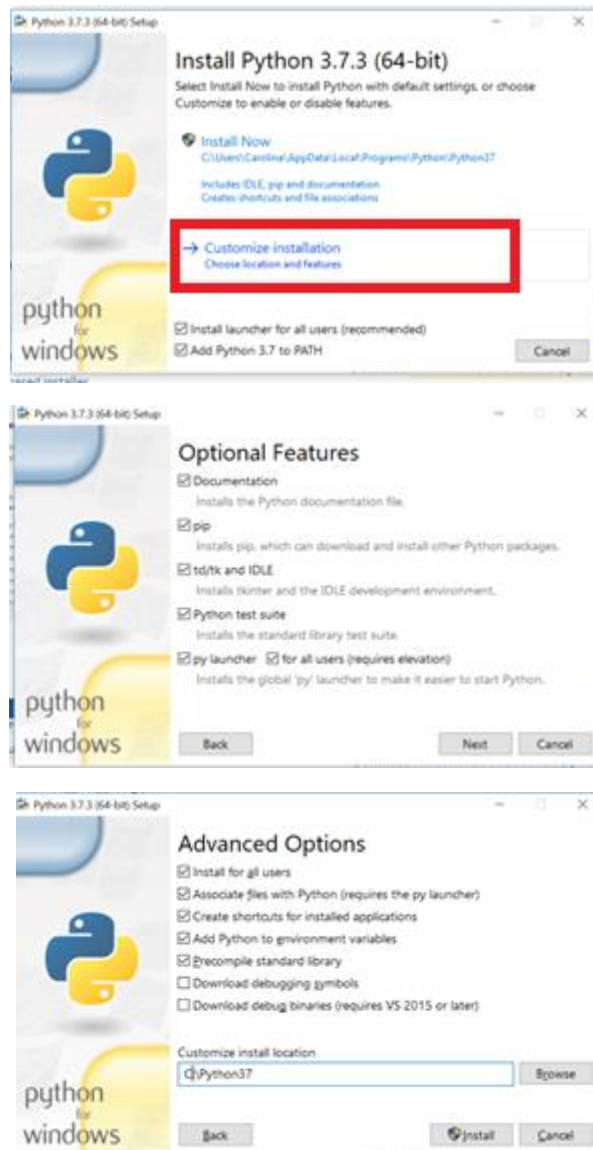 Python 3.7.3 (64-bit) Setup
Install Python 3.7.3 (64-bit)
Select Install Now to install Python with default settings, or choose
Customize to enable or disable features.
Install Now
C:\Users\Carolina\AppData\Local\Programs\Python\Python37
Includes IDLE, pip and documentation
Creates shortcuts and file associations
Customize installation
Choose location and features
Install launcher for all users (recommended)
Add Python 3.7 to PATH
Cancel
python
for
windows
Python 3.7.3 (64-bit) Setup
Optional Features
Documentation
Installs the Python documentation file.
pip
Installs pip, which can download and install other Python packages.
tcl/tk and IDLE
Installs tkinter and the IDLE development environment.
Python test suite
Installs the standard library test suite.
py launcher for all users (requires elevation)
Installs the global 'py' launcher to make it easier to start Python.
python
for
windows
Back Next Cancel
Python 3.7.3 (64-bit) Setup
Advanced Options
Install for all users
Associate files with Python (requires the py launcher)
Create shortcuts for installed applications
Add Python to environment variables
Precompile standard library
Download debugging symbols
Download debug binaries (requires VS 2015 or later)
Customize install location
C:\Python37
Browse
python
for
windows
Back Install Cancel